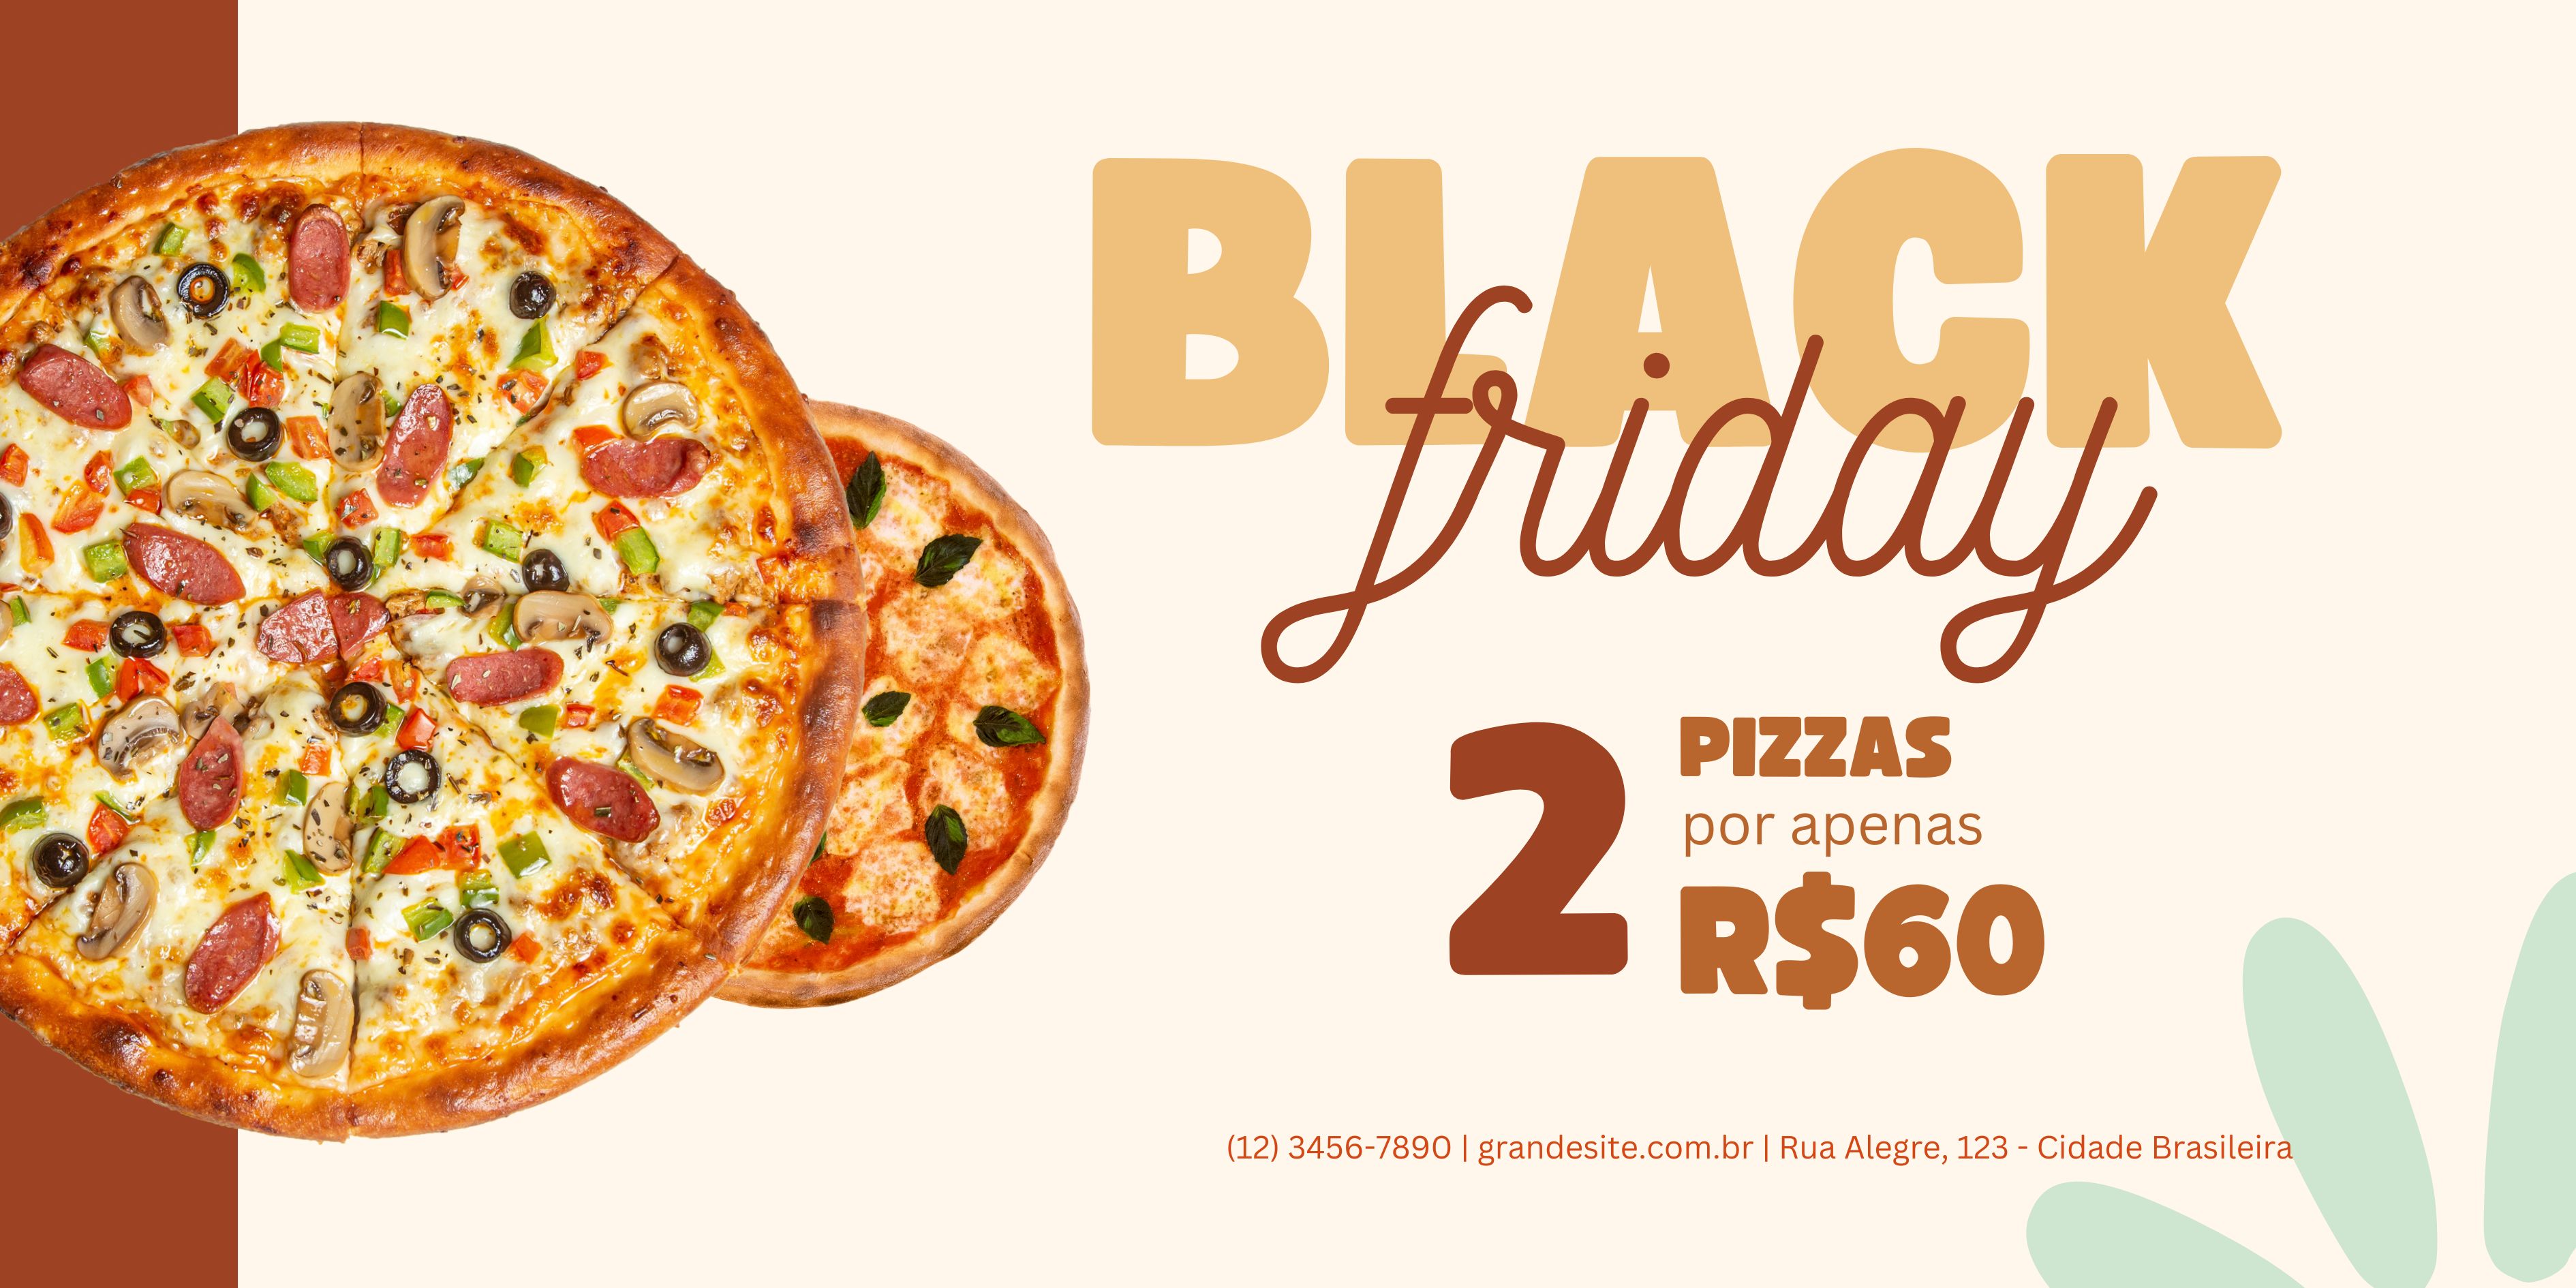 BLACK
friday
2
PIZZAS
por apenas
R$60
(12) 3456-7890 | grandesite.com.br | Rua Alegre, 123 - Cidade Brasileira